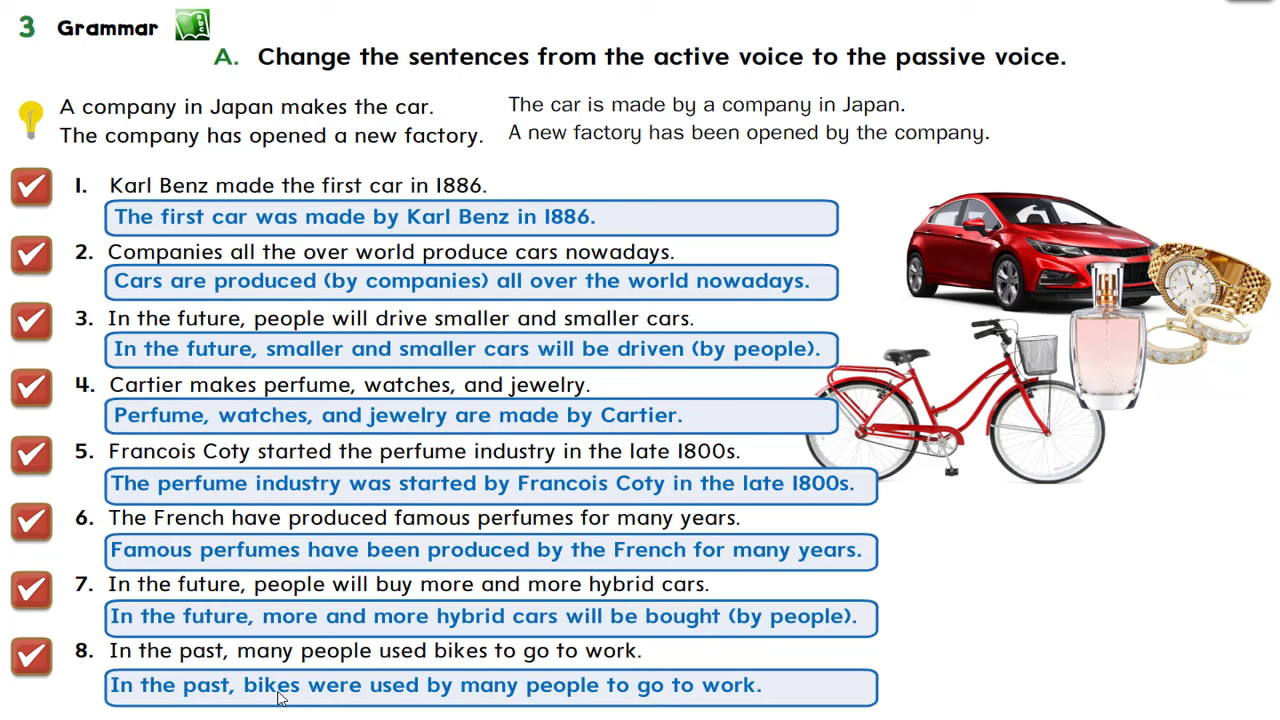 3 Grammar
A. Change the sentences from the active voice to the passive voice.
A company in Japan makes the car. The car is made by a company in Japan.
The company has opened a new factory. A new factory has been opened by the company.
1. Karl Benz made the first car in 1886.
The first car was made by Karl Benz in 1886.
2. Companies all the over world produce cars nowadays.
Cars are produced (by companies) all over the world nowadays.
3. In the future, people will drive smaller and smaller cars.
In the future, smaller and smaller cars will be driven (by people).
4. Cartier makes perfume, watches, and jewelry.
Perfume, watches, and jewelry are made by Cartier.
5. Francois Coty started the perfume industry in the late 1800s.
The perfume industry was started by Francois Coty in the late 1800s.
6. The French have produced famous perfumes for many years.
Famous perfumes have been produced by the French for many years.
7. In the future, people will buy more and more hybrid cars.
In the future, more and more hybrid cars will be bought (by people).
8. In the past, many people used bikes to go to work.
In the past, bikes were used by many people to go to work.